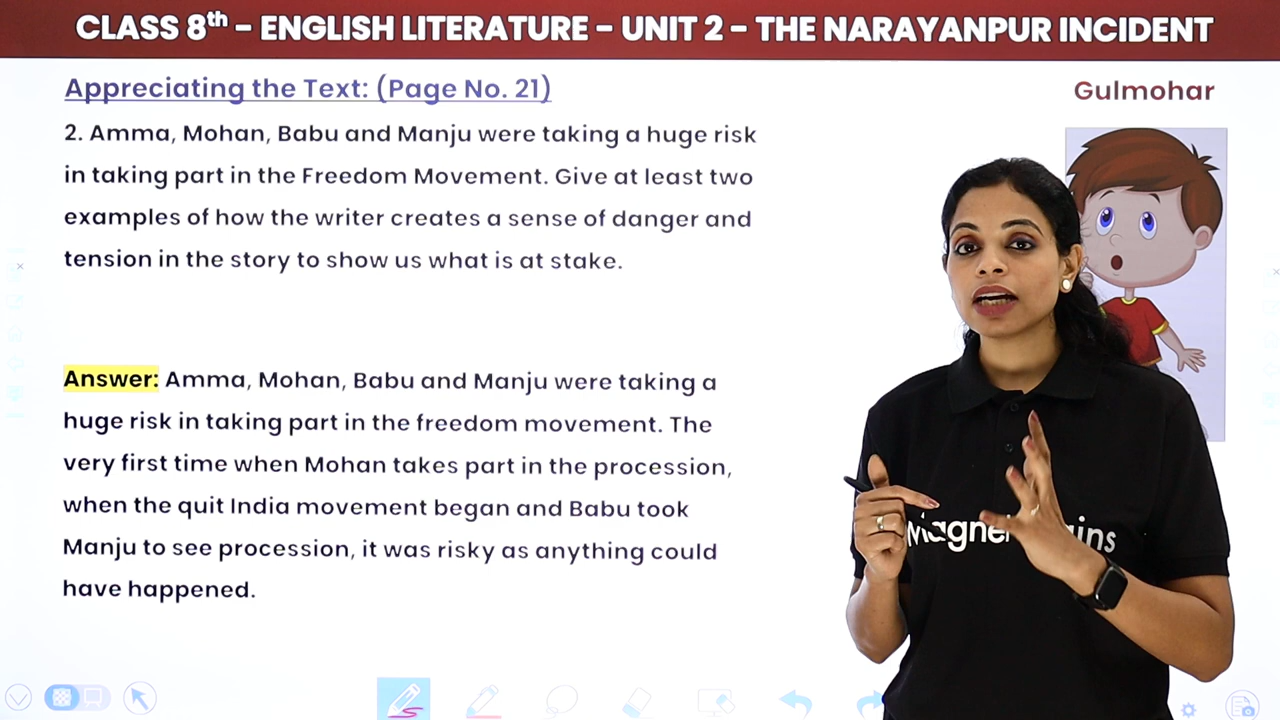 CLASS 8th – ENGLISH LITERATURE – UNIT 2 – THE NARAYANPUR INCIDENT
Appreciating the Text: (Page No. 21)
Gulmohar
2. Amma, Mohan, Babu and Manju were taking a huge risk
in taking part in the Freedom Movement. Give at least two
examples of how the writer creates a sense of danger and
tension in the story to show us what is at stake.
Answer: Amma, Mohan, Babu and Manju were taking a
huge risk in taking part in the freedom movement. The
very first time when Mohan takes part in the procession,
when the quit India movement began and Babu took
Manju to see procession, it was risky as anything could
have happened.